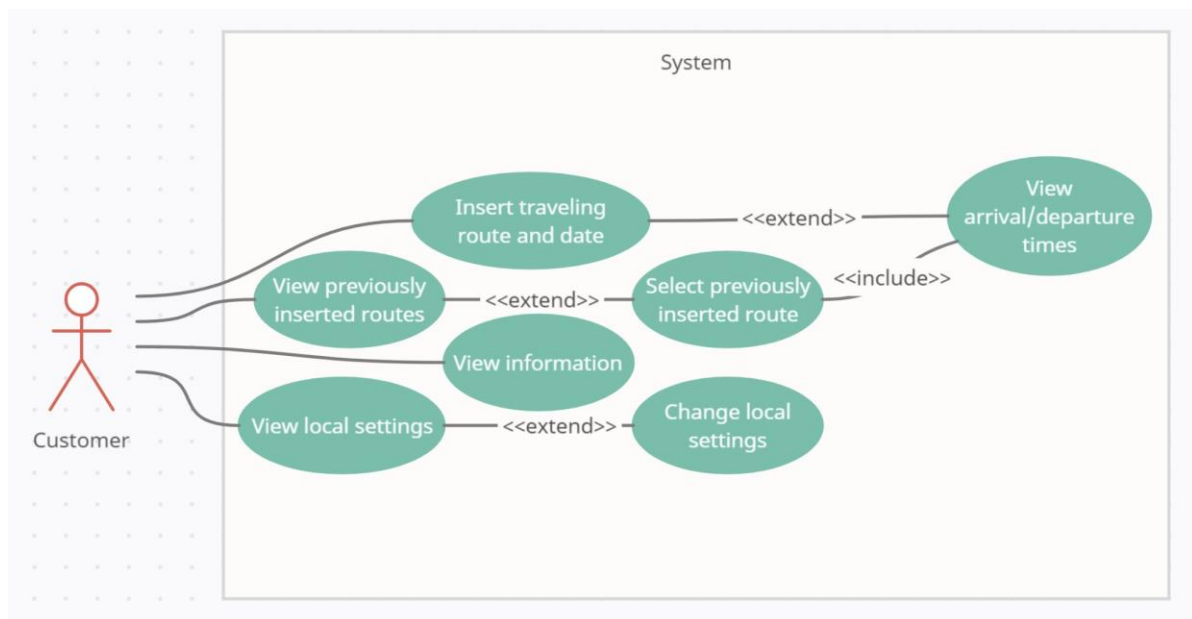 System
Insert traveling
route and date
<<extend>>
View
arrival/departure
times
View previously
inserted routes
<<extend>>
Select previously
inserted route
<<include>>
View information
View local settings
<<extend>>
Change local
settings
Customer